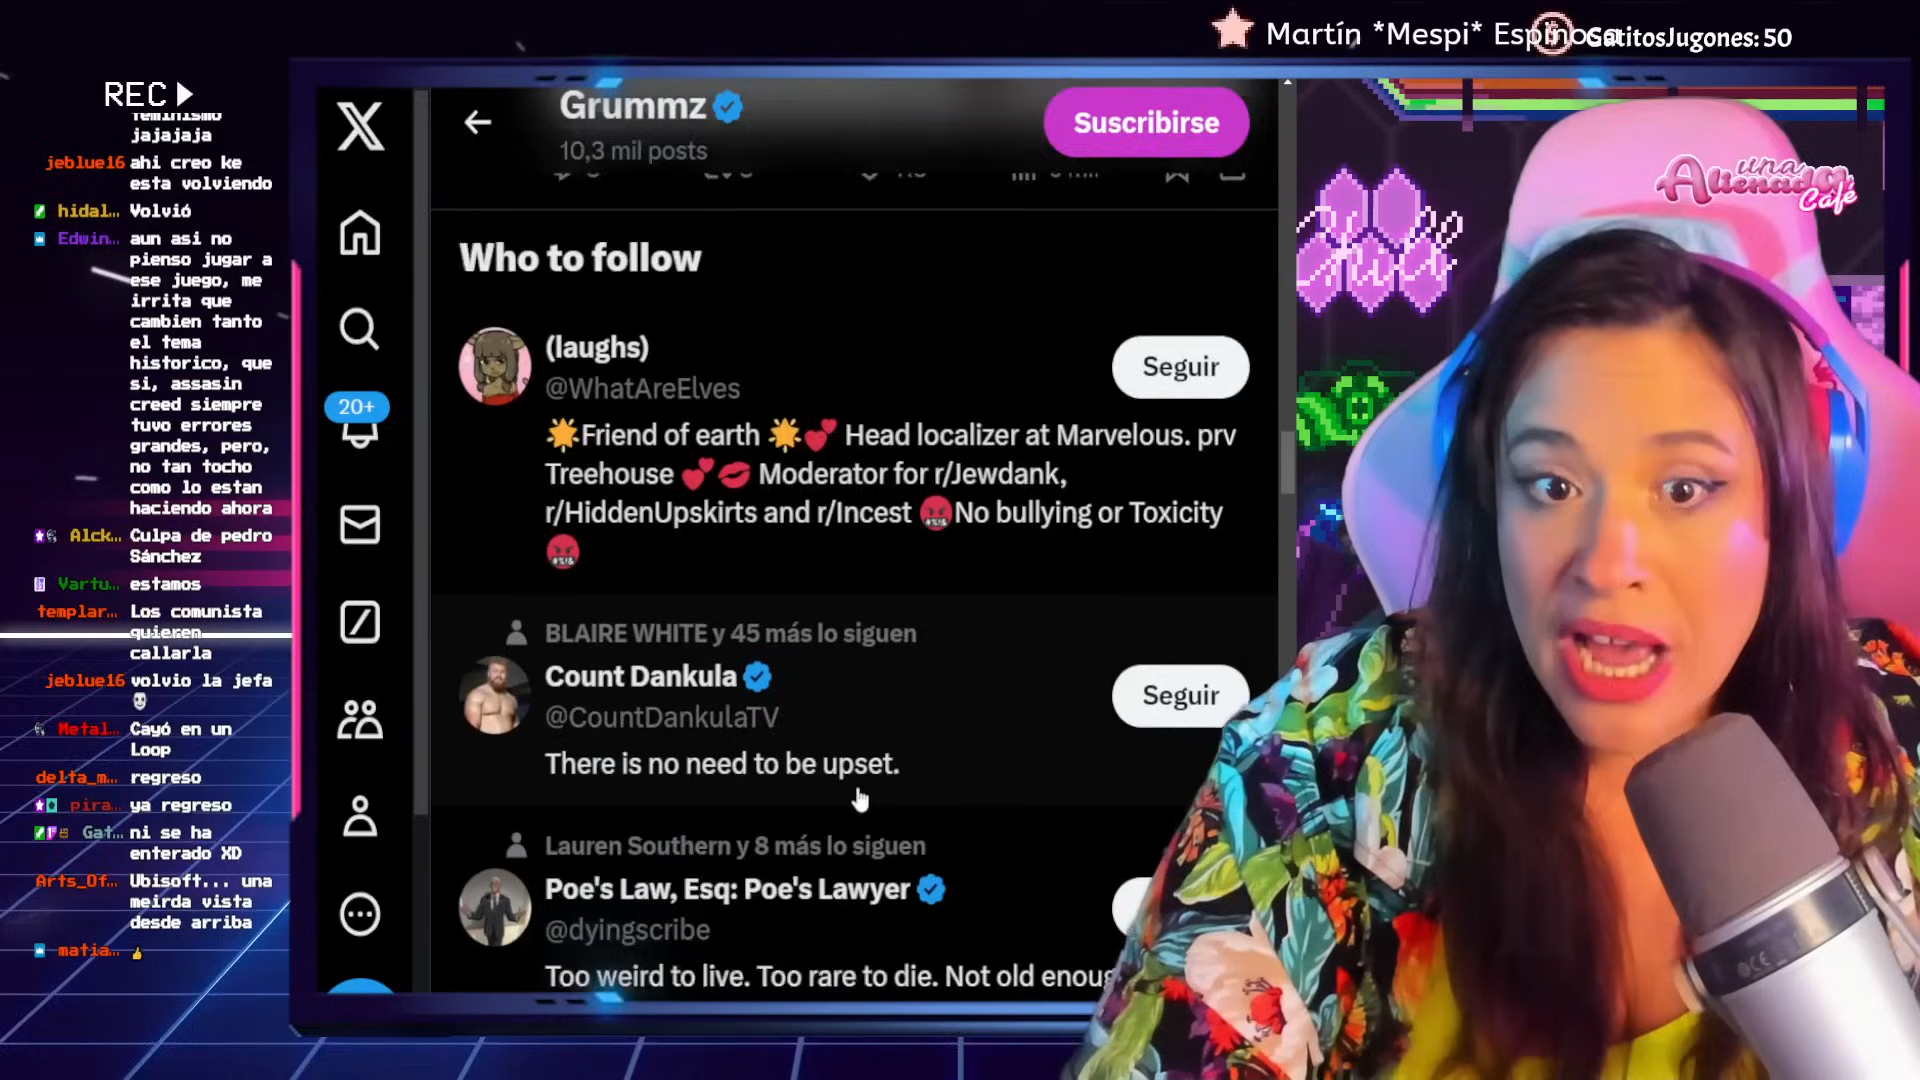 Martín *Mespi* Espinosa
GatitosJugones: 50
REC
feminismo
jajajaja
jeblue16 ahi creo ke
esta volviendo
hidal... Volvió
Edwin... aun asi no
pienso jugar a
ese juego, me
irrita que
cambien tanto
el tema
historico, que
si, assasin
creed siempre
tuvo errores
grandes, pero,
no tan tocho
como lo estan
haciendo ahora
Alck... Culpa de pedro
Sánchez
Vartu... estamos
templar... Los comunista
quieren
callarla
jeblue16 volvio la jefa
Metal... Cayó en un
Loop
delta_m... regreso
pira... ya regreso
Gat... ni se ha
enterado XD
Arts_Of... Ubisoft... una
meirda vista
desde arriba
matia... 👍
20+
Grummz
10,3 mil posts
Suscribirse
Who to follow
(laughs)
@WhatAreElves
Seguir
🌟Friend of earth 🌟💕 Head localizer at Marvelous. prv
Treehouse 💕💋 Moderator for r/Jewdank,
r/HiddenUpskirts and r/Incest 🤬No bullying or Toxicity
🤬
BLAIRE WHITE y 45 más lo siguen
Count Dankula
@CountDankulaTV
Seguir
There is no need to be upset.
Lauren Southern y 8 más lo siguen
Poe's Law, Esq: Poe's Lawyer
@dyingscribe
Too weird to live. Too rare to die. Not old enoug
una
Alienada
Café